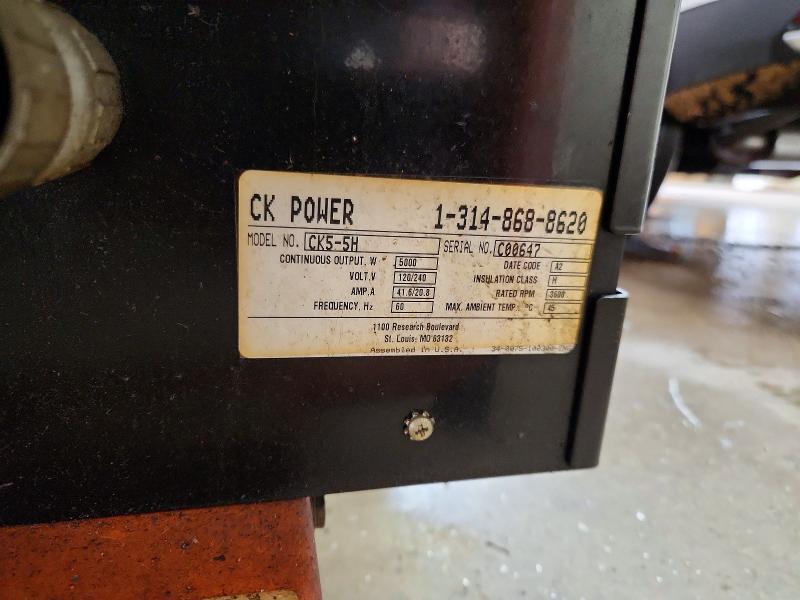 CK POWER 1-314-868-8620
MODEL NO. CK5-5H SERIAL NO. C00647
CONTINUOUS OUTPUT, W 5000 DATE CODE A2
VOLT, V 120/240 INSULATION CLASS H
AMP, A 41.6/20.8 RATED RPM 3600
FREQUENCY, Hz 60 MAX. AMBIENT TEMP., °C 45
1100 Research Boulevard
St. Louis, MO 63132
Assembled in U.S.A.